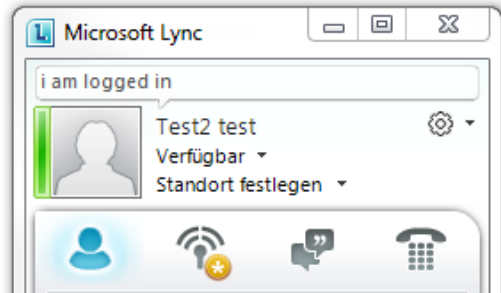 Microsoft Lync
i am logged in
Test2 test
Verfügbar
Standort festlegen